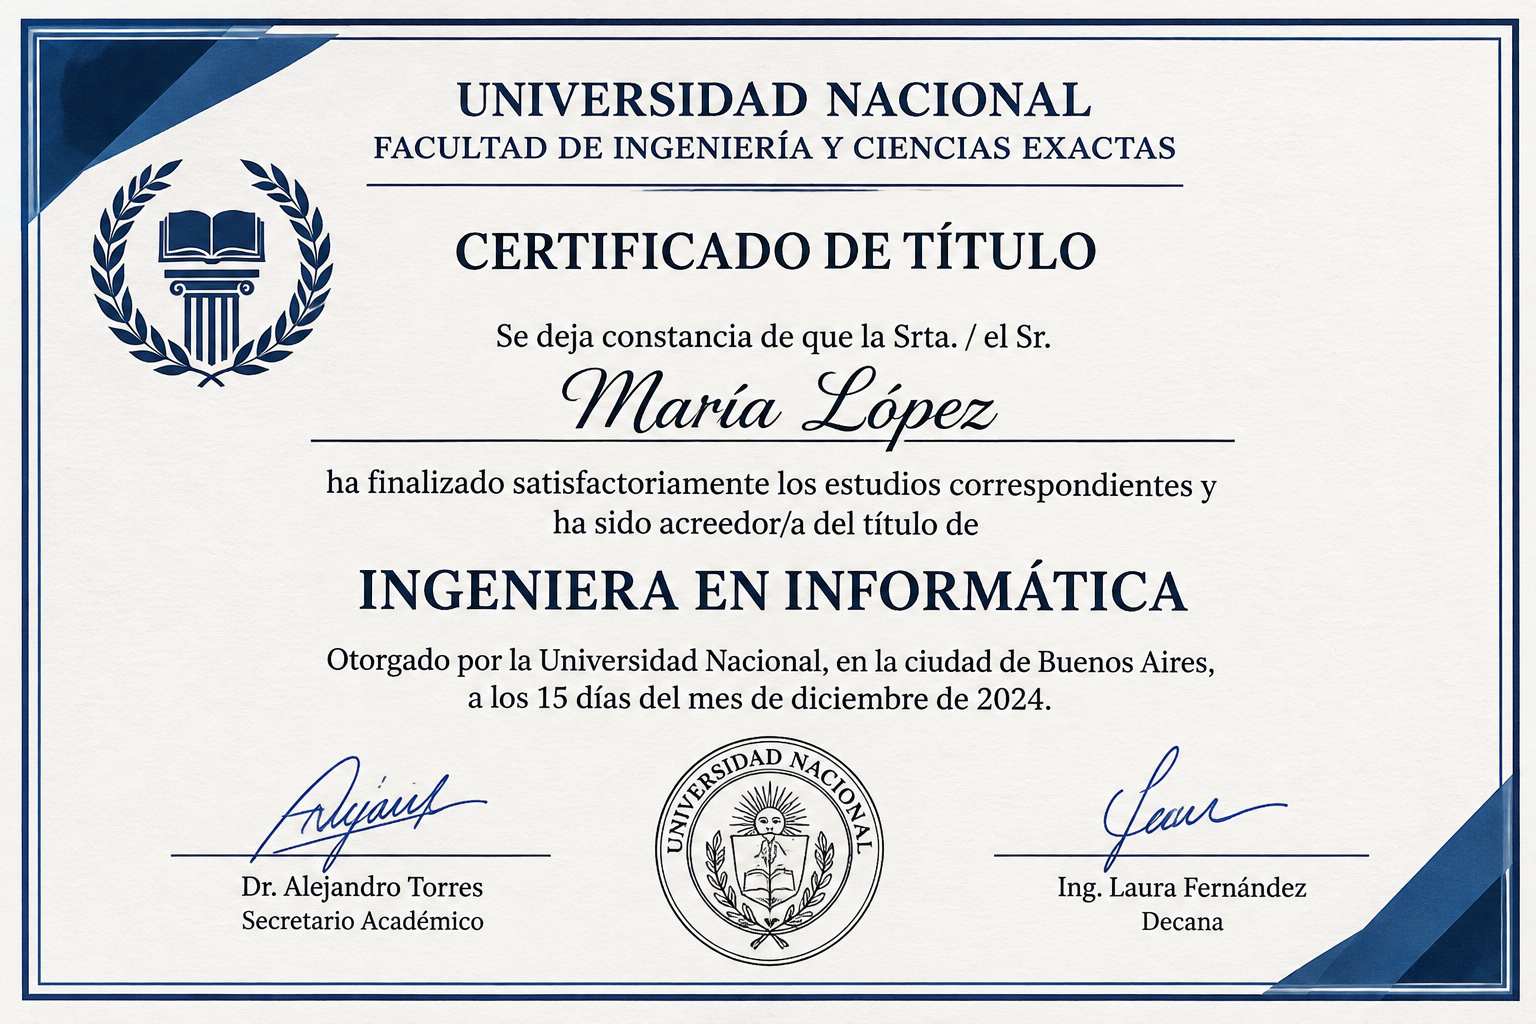 UNIVERSIDAD NACIONAL
FACULTAD DE INGENIERÍA Y CIENCIAS EXACTAS
CERTIFICADO DE TÍTULO
Se deja constancia de que la Srta. / el Sr.
María López
ha finalizado satisfactoriamente los estudios correspondientes y
ha sido acreedor/a del título de
INGENIERA EN INFORMÁTICA
Otorgado por la Universidad Nacional, en la ciudad de Buenos Aires,
a los 15 días del mes de diciembre de 2024.
UNIVERSIDAD NACIONAL
Dr. Alejandro Torres
Secretario Académico
Ing. Laura Fernández
Decana